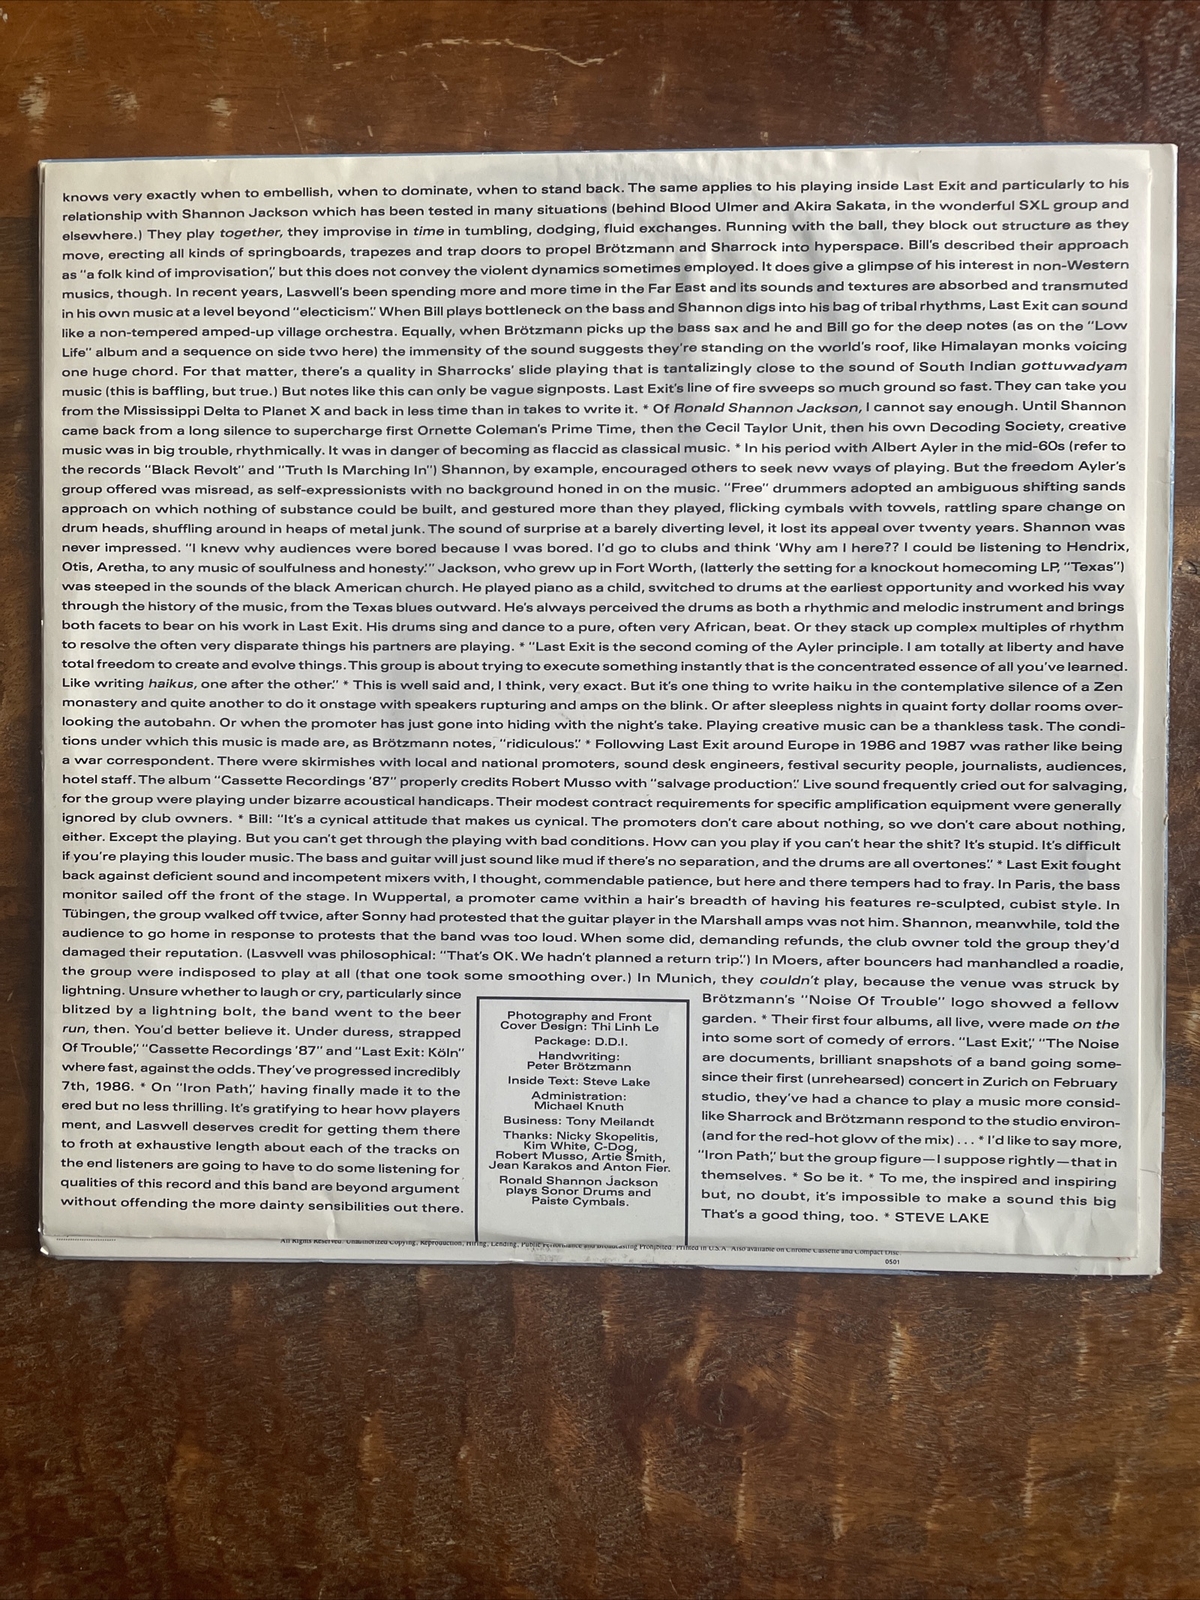 knows very exactly when to embellish, when to dominate, when to stand back. The same applies to his playing inside Last Exit and particularly to his
relationship with Shannon Jackson which has been tested in many situations (behind Blood Ulmer and Akira Sakata, in the wonderful SXL group and
elsewhere.) They play together, they improvise in time in tumbling, dodging, fluid exchanges. Running with the ball, they block out structure as they
move, erecting all kinds of springboards, trapezes and trap doors to propel Brötzmann and Sharrock into hyperspace. Bill's described their approach
as "a folk kind of improvisation," but this does not convey the violent dynamics sometimes employed. It does give a glimpse of his interest in non-Western
musics, though. In recent years, Laswell's been spending more and more time in the Far East and its sounds and textures are absorbed and transmuted
in his own music at a level beyond "electicism." When Bill plays bottleneck on the bass and Shannon digs into his bag of tribal rhythms, Last Exit can sound
like a non-tempered amped-up village orchestra. Equally, when Brötzmann picks up the bass sax and he and Bill go for the deep notes (as on the "Low
Life" album and a sequence on side two here) the immensity of the sound suggests they're standing on the world's roof, like Himalayan monks voicing
one huge chord. For that matter, there's a quality in Sharrocks' slide playing that is tantalizingly close to the sound of South Indian gottuwadyam
music (this is baffling, but true.) But notes like this can only be vague signposts. Last Exit's line of fire sweeps so much ground so fast. They can take you
from the Mississippi Delta to Planet X and back in less time than in takes to write it. * Of Ronald Shannon Jackson, I cannot say enough. Until Shannon
came back from a long silence to supercharge first Ornette Coleman's Prime Time, then the Cecil Taylor Unit, then his own Decoding Society, creative
music was in big trouble, rhythmically. It was in danger of becoming as flaccid as classical music. * In his period with Albert Ayler in the mid-60s (refer to
the records "Black Revolt" and "Truth Is Marching In") Shannon, by example, encouraged others to seek new ways of playing. But the freedom Ayler's
group offered was misread, as self-expressionists with no background honed in on the music. "Free" drummers adopted an ambiguous shifting sands
approach on which nothing of substance could be built, and gestured more than they played, flicking cymbals with towels, rattling spare change on
drum heads, shuffling around in heaps of metal junk. The sound of surprise at a barely diverting level, it lost its appeal over twenty years. Shannon was
never impressed. "I knew why audiences were bored because I was bored. I'd go to clubs and think 'Why am I here?? I could be listening to Hendrix,
Otis, Aretha, to any music of soulfulness and honesty.'" Jackson, who grew up in Fort Worth, (latterly the setting for a knockout homecoming LP, "Texas")
was steeped in the sounds of the black American church. He played piano as a child, switched to drums at the earliest opportunity and worked his way
through the history of the music, from the Texas blues outward. He's always perceived the drums as both a rhythmic and melodic instrument and brings
both facets to bear on his work in Last Exit. His drums sing and dance to a pure, often very African, beat. Or they stack up complex multiples of rhythm
to resolve the often very disparate things his partners are playing. * "Last Exit is the second coming of the Ayler principle. I am totally at liberty and have
total freedom to create and evolve things. This group is about trying to execute something instantly that is the concentrated essence of all you've learned.
Like writing haikus, one after the other." * This is well said and, I think, very exact. But it's one thing to write haiku in the contemplative silence of a Zen
monastery and quite another to do it onstage with speakers rupturing and amps on the blink. Or after sleepless nights in quaint forty dollar rooms over-
looking the autobahn. Or when the promoter has just gone into hiding with the night's take. Playing creative music can be a thankless task. The condi-
tions under which this music is made are, as Brötzmann notes, "ridiculous." * Following Last Exit around Europe in 1986 and 1987 was rather like being
a war correspondent. There were skirmishes with local and national promoters, sound desk engineers, festival security people, journalists, audiences,
hotel staff. The album "Cassette Recordings '87" properly credits Robert Musso with "salvage production." Live sound frequently cried out for salvaging,
for the group were playing under bizarre acoustical handicaps. Their modest contract requirements for specific amplification equipment were generally
ignored by club owners. * Bill: "It's a cynical attitude that makes us cynical. The promoters don't care about nothing, so we don't care about nothing,
either. Except the playing. But you can't get through the playing with bad conditions. How can you play if you can't hear the shit? It's stupid. It's difficult
if you're playing this louder music. The bass and guitar will just sound like mud if there's no separation, and the drums are all overtones." * Last Exit fought
back against deficient sound and incompetent mixers with, I thought, commendable patience, but here and there tempers had to fray. In Paris, the bass
monitor sailed off the front of the stage. In Wuppertal, a promoter came within a hair's breadth of having his features re-sculpted, cubist style. In
Tübingen, the group walked off twice, after Sonny had protested that the guitar player in the Marshall amps was not him. Shannon, meanwhile, told the
audience to go home in response to protests that the band was too loud. When some did, demanding refunds, the club owner told the group they'd
damaged their reputation. (Laswell was philosophical: "That's OK. We hadn't planned a return trip.") In Moers, after bouncers had manhandled a roadie,
the group were indisposed to play at all (that one took some smoothing over.) In Munich, they couldn't play, because the venue was struck by
lightning. Unsure whether to laugh or cry, particularly since
Brötzmann's "Noise Of Trouble" logo showed a fellow
blitzed by a lightning bolt, the band went to the beer
garden. * Their first four albums, all live, were made on the
run, then. You'd better believe it. Under duress, strapped
into some sort of comedy of errors. "Last Exit," "The Noise
Of Trouble," "Cassette Recordings '87" and "Last Exit: Köln"
are documents, brilliant snapshots of a band going some-
where fast, against the odds. They've progressed incredibly
since their first (unrehearsed) concert in Zurich on February
7th, 1986. * On "Iron Path," having finally made it to the
studio, they've had a chance to play a music more consid-
ered but no less thrilling. It's gratifying to hear how players
like Sharrock and Brötzmann respond to the studio environ-
ment, and Laswell deserves credit for getting them there
(and for the red-hot glow of the mix) . . . * I'd like to say more,
to froth at exhaustive length about each of the tracks on
"Iron Path," but the group figure—I suppose rightly—that in
the end listeners are going to have to do some listening for
themselves. * So be it. * To me, the inspired and inspiring
qualities of this record and this band are beyond argument
but, no doubt, it's impossible to make a sound this big
without offending the more dainty sensibilities out there.
That's a good thing, too. * STEVE LAKE
Photography and Front
Cover Design: Thi Linh Le
Package: D.D.I.
Handwriting:
Peter Brötzmann
Inside Text: Steve Lake
Administration:
Michael Knuth
Business: Tony Meilandt
Thanks: Nicky Skopelitis,
Kim White, C-Dog,
Robert Musso, Artie Smith,
Jean Karakos and Anton Fier.
Ronald Shannon Jackson
plays Sonor Drums and
Paiste Cymbals.
All Rights Reserved. Unauthorized Copying, Reproduction, Hiring, Lending, Public Performance and Broadcasting Prohibited. Printed in U.S.A. Also available on Chrome Cassette and Compact Disc.
0501